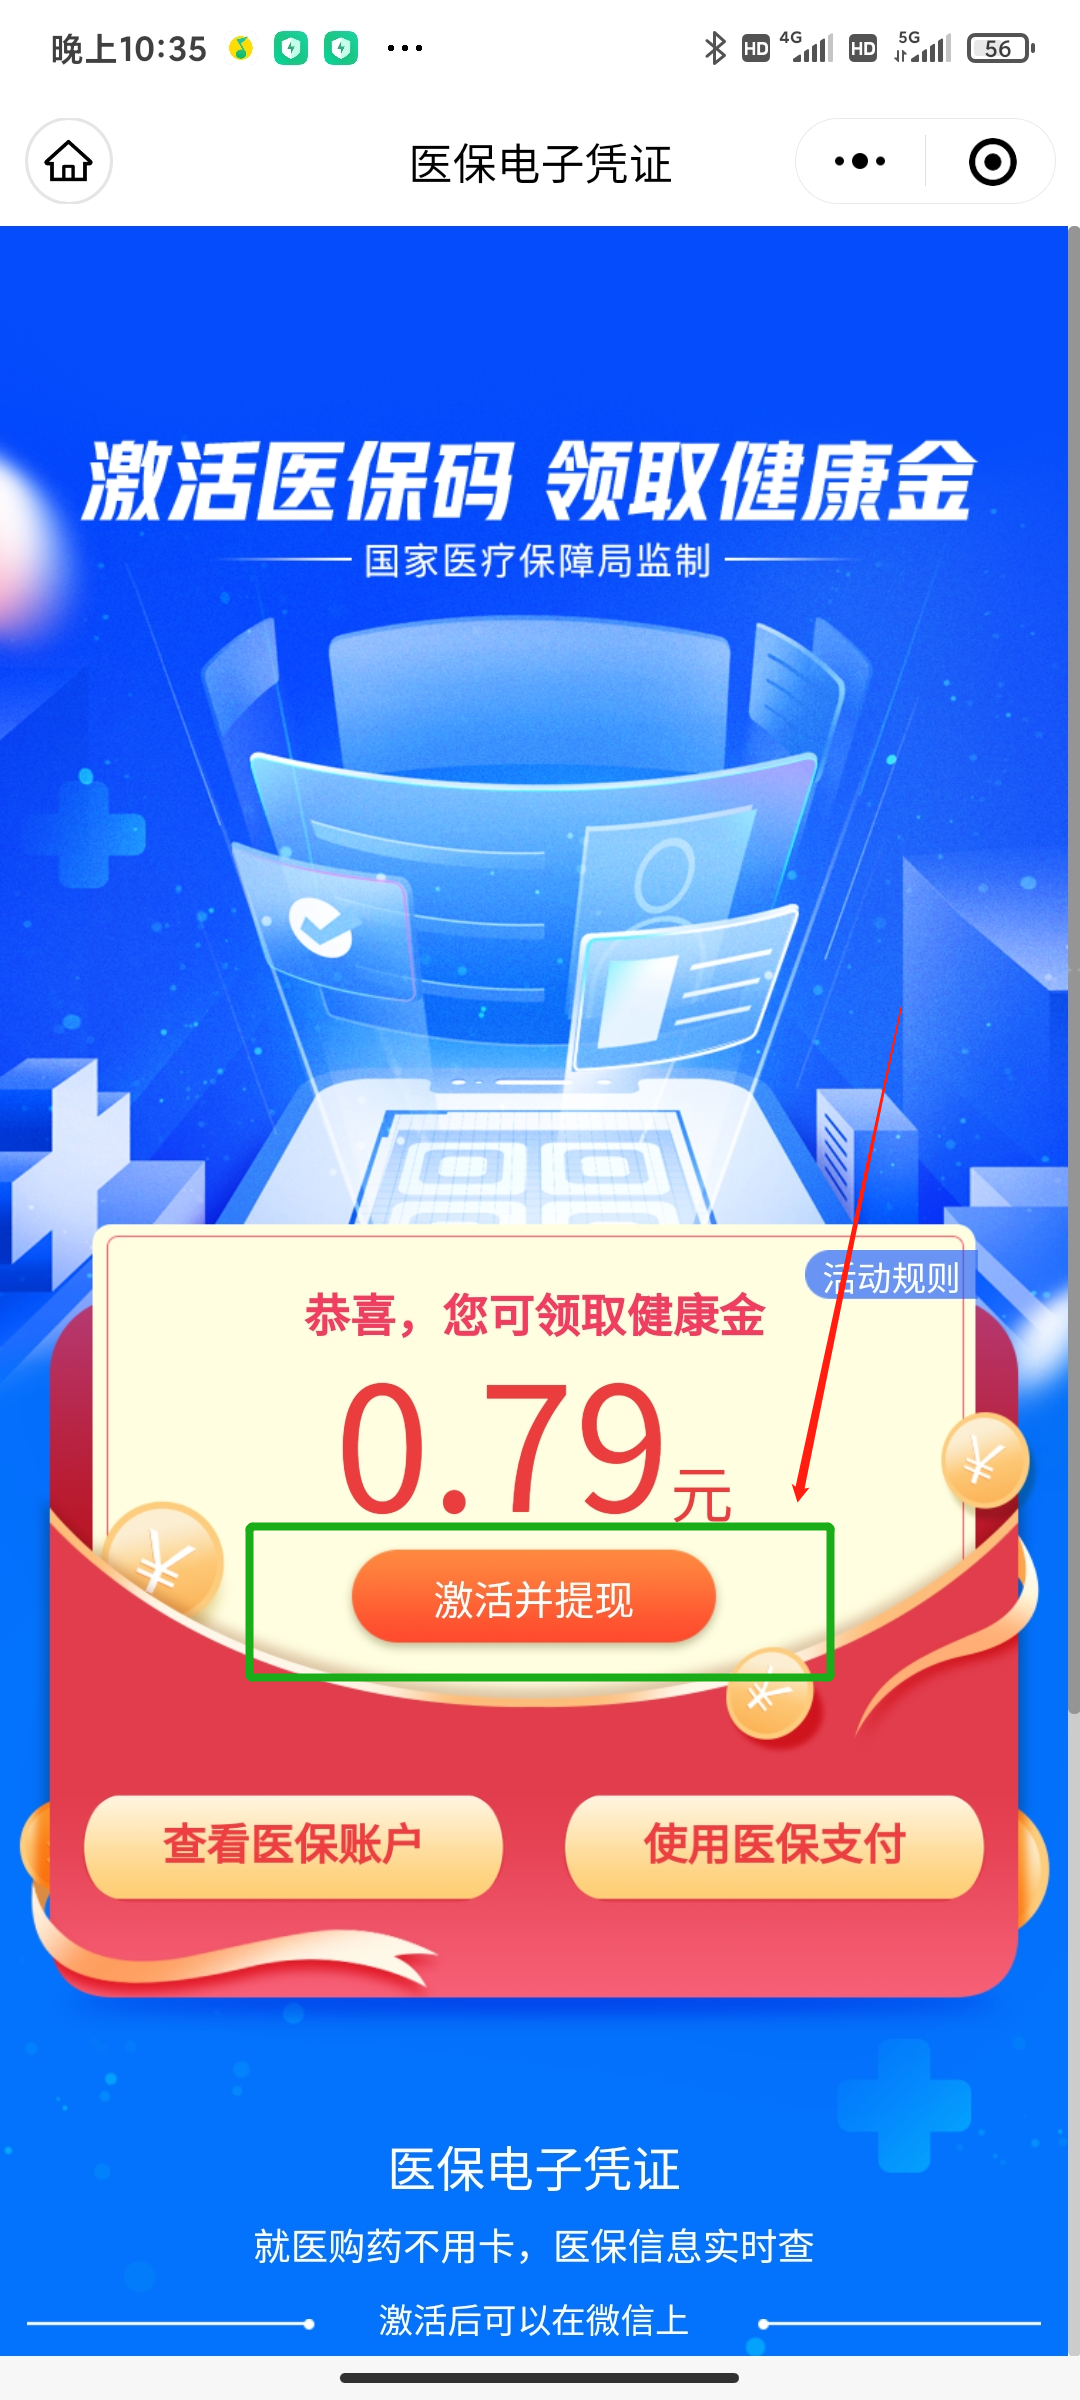 晚上10:35
HD 4G HD 5G 56
医保电子凭证
激活医保码 领取健康金
国家医疗保障局监制
活动规则
恭喜，您可领取健康金
0.79元
激活并提现
查看医保账户
使用医保支付
医保电子凭证
就医购药不用卡，医保信息实时查
激活后可以在微信上